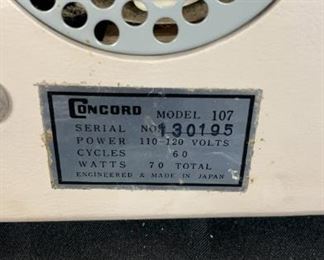 CONCORD MODEL 107
SERIAL NO. 130195
POWER 110-120 VOLTS
CYCLES 60
WATTS 70 TOTAL
ENGINEERED & MADE IN JAPAN